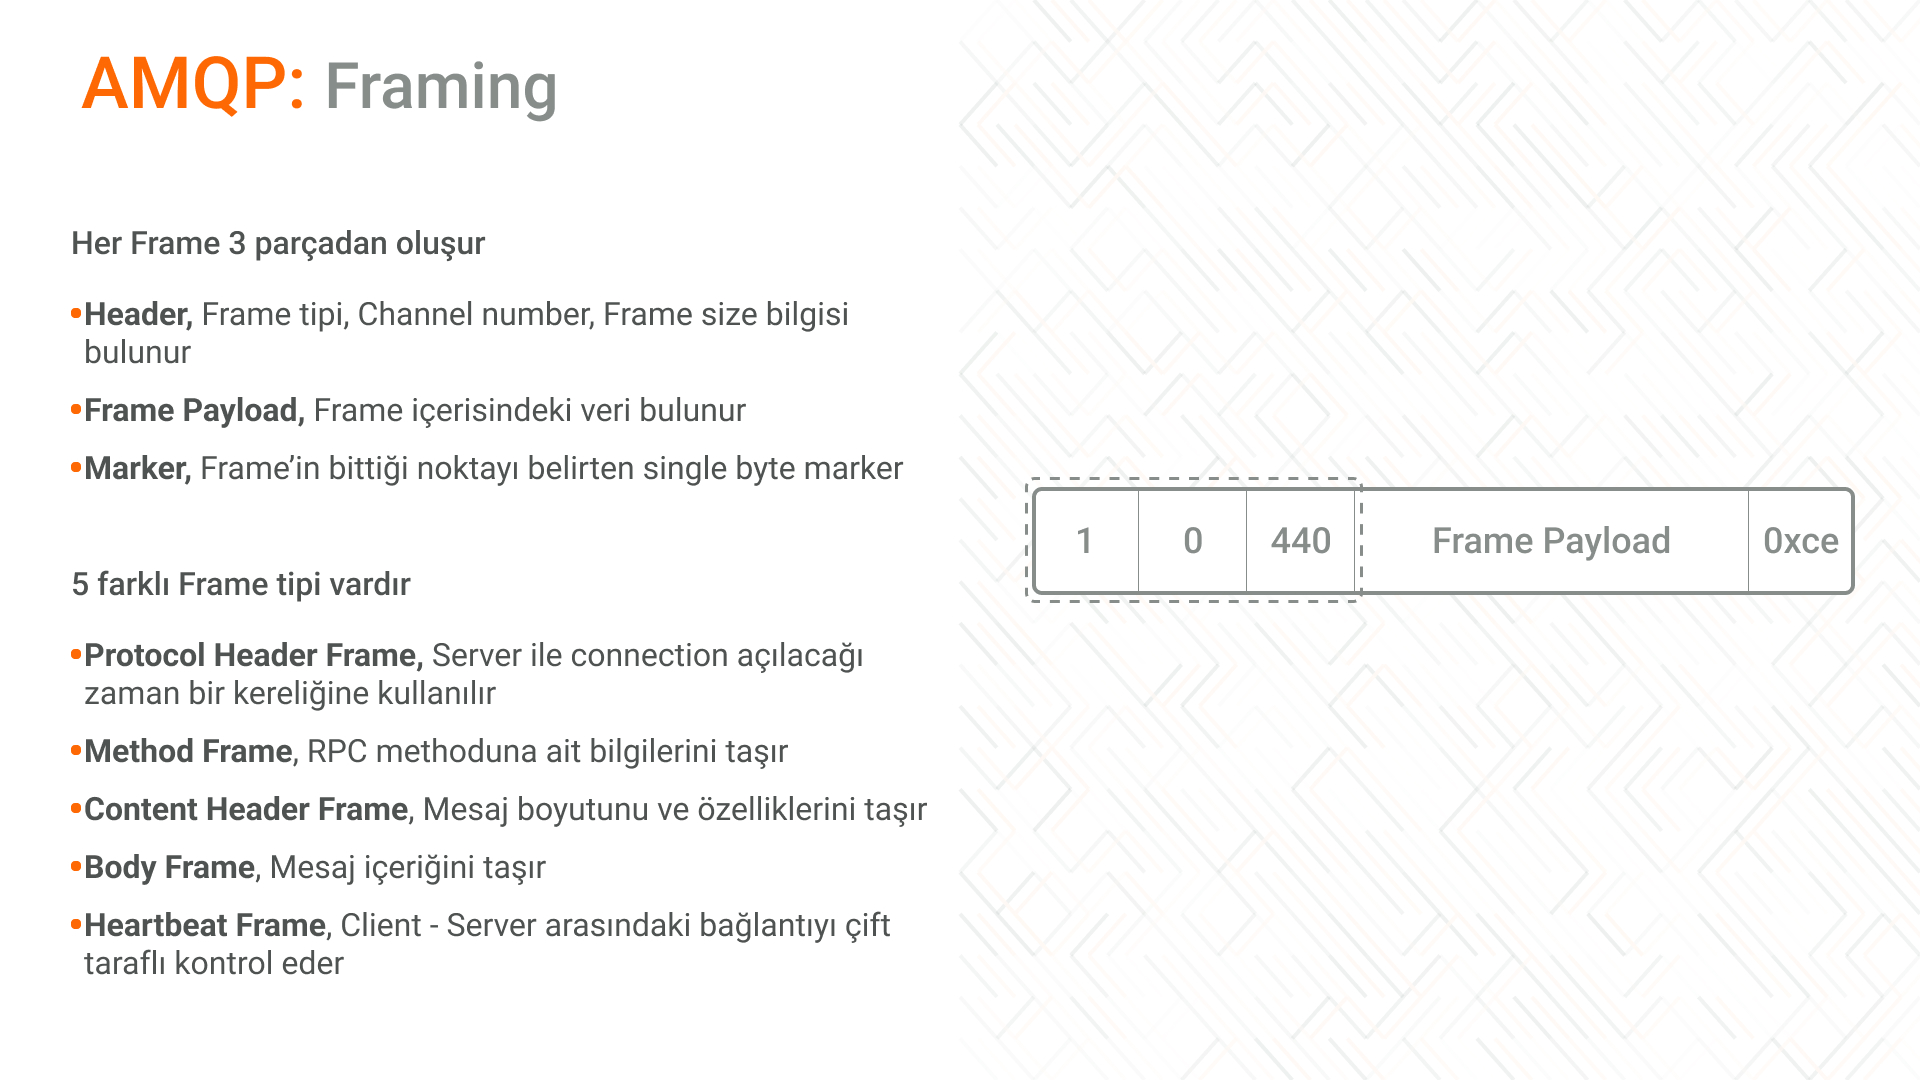 AMQP: Framing
Her Frame 3 parçadan oluşur
•Header, Frame tipi, Channel number, Frame size bilgisi
bulunur
•Frame Payload, Frame içerisindeki veri bulunur
•Marker, Frame’in bittiği noktayı belirten single byte marker
5 farklı Frame tipi vardır
•Protocol Header Frame, Server ile connection açılacağı
zaman bir kereliğine kullanılır
•Method Frame, RPC methoduna ait bilgilerini taşır
•Content Header Frame, Mesaj boyutunu ve özelliklerini taşır
•Body Frame, Mesaj içeriğini taşır
•Heartbeat Frame, Client - Server arasındaki bağlantıyı çift
taraflı kontrol eder
1 0 440 Frame Payload 0xce